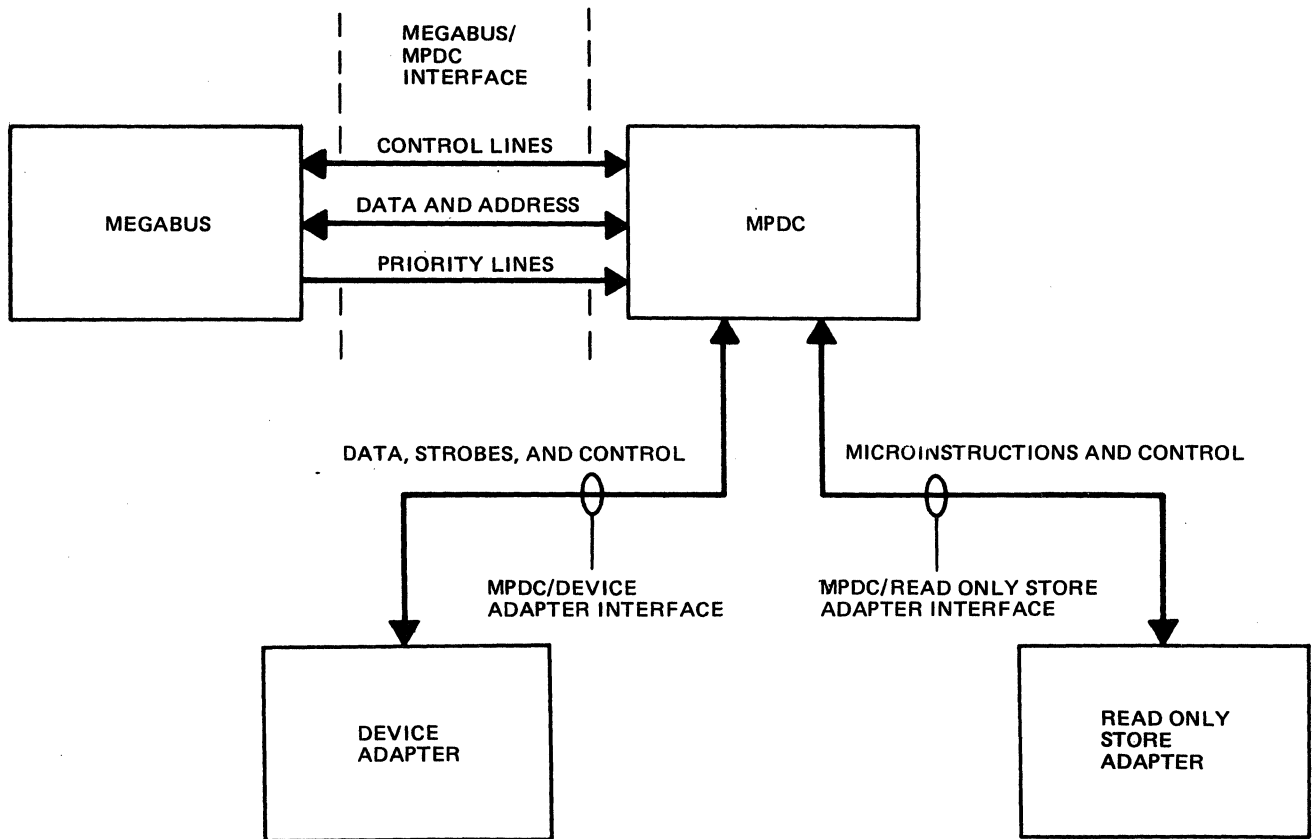 MEGABUS/
MPDC
INTERFACE
CONTROL LINES
MEGABUS
DATA AND ADDRESS
MPDC
PRIORITY LINES
DATA, STROBES, AND CONTROL
MICROINSTRUCTIONS AND CONTROL
MPDC/DEVICE
ADAPTER INTERFACE
MPDC/READ ONLY STORE
ADAPTER INTERFACE
DEVICE
ADAPTER
READ ONLY
STORE
ADAPTER